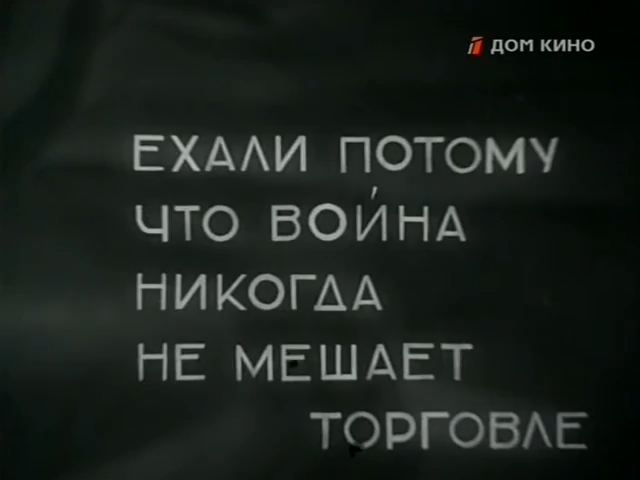 ДОМ КИНО
ЕХАЛИ ПОТОМУ
ЧТО ВОЙНА
НИКОГДА
НЕ МЕШАЕТ
ТОРГОВЛЕ